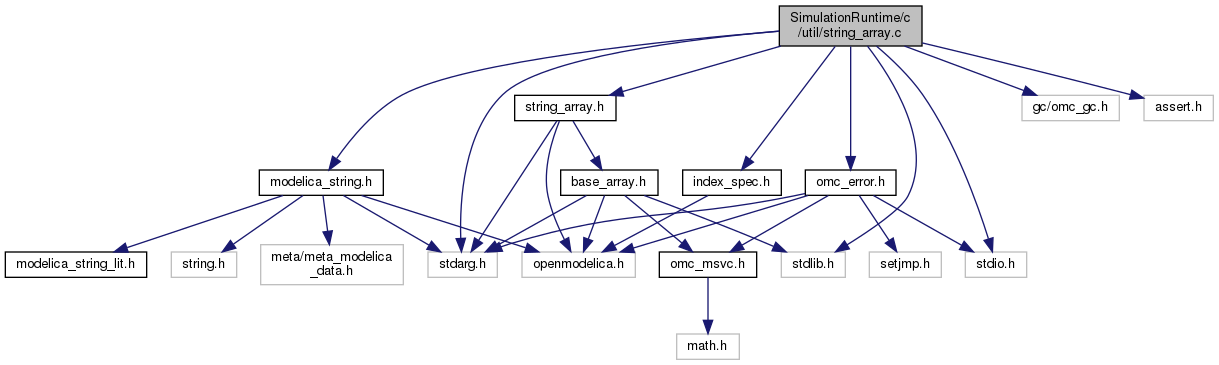 SimulationRuntime/c
/util/string_array.c
string_array.h
gc/omc_gc.h
assert.h
modelica_string.h
base_array.h
index_spec.h
omc_error.h
modelica_string_lit.h
string.h
meta/meta_modelica
_data.h
stdarg.h
openmodelica.h
omc_msvc.h
stdlib.h
setjmp.h
stdio.h
math.h